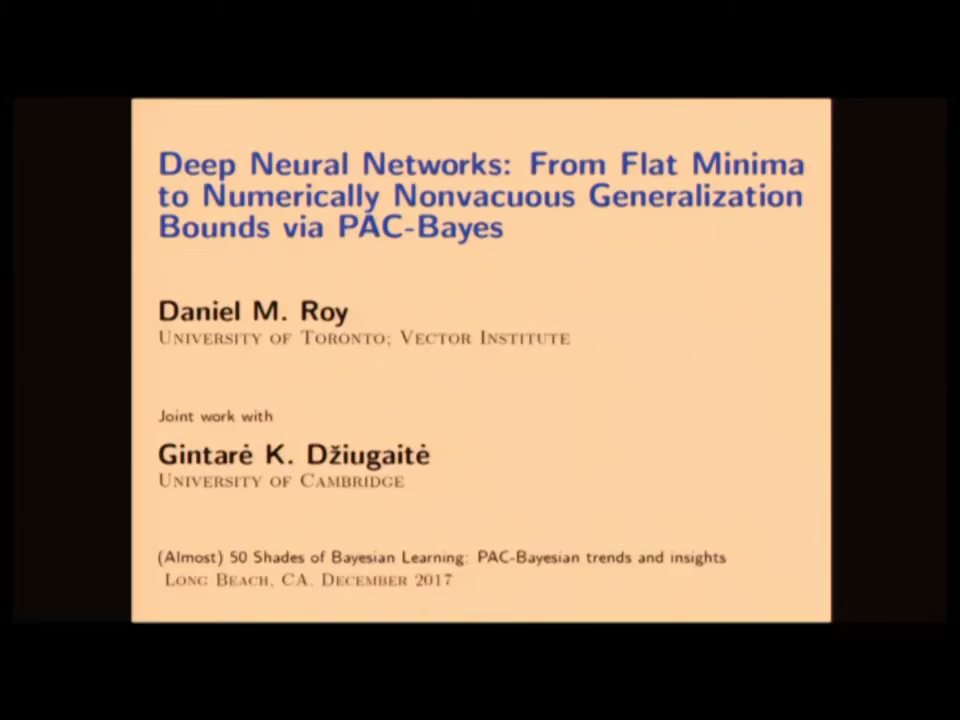 Deep Neural Networks: From Flat Minima
to Numerically Nonvacuous Generalization
Bounds via PAC-Bayes
Daniel M. Roy
University of Toronto; Vector Institute
Joint work with
Gintarė K. Džiugaitė
University of Cambridge
(Almost) 50 Shades of Bayesian Learning: PAC-Bayesian trends and insights
Long Beach, CA. December 2017